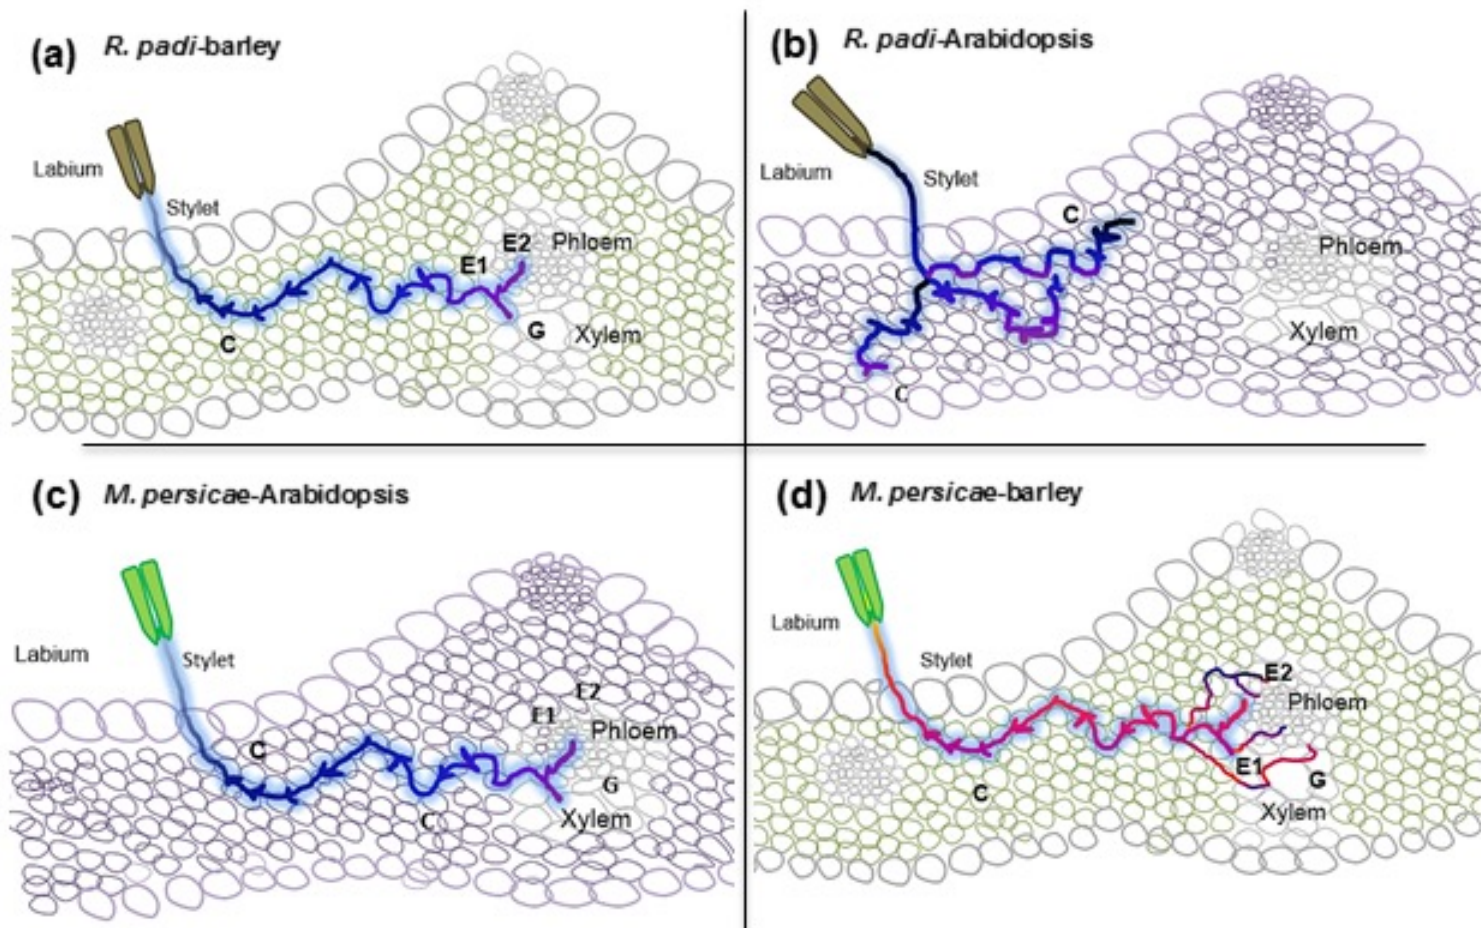 (a) R. padi-barley
Labium
Stylet
E2
Phloem
E1
G
Xylem
C
(b) R. padi-Arabidopsis
Labium
Stylet
C
Phloem
Xylem
C
(c) M. persicae-Arabidopsis
Labium
Stylet
E2
E1
Phloem
C
G
C
Xylem
(d) M. persicae-barley
Labium
Stylet
E2
Phloem
E1
G
C
Xylem